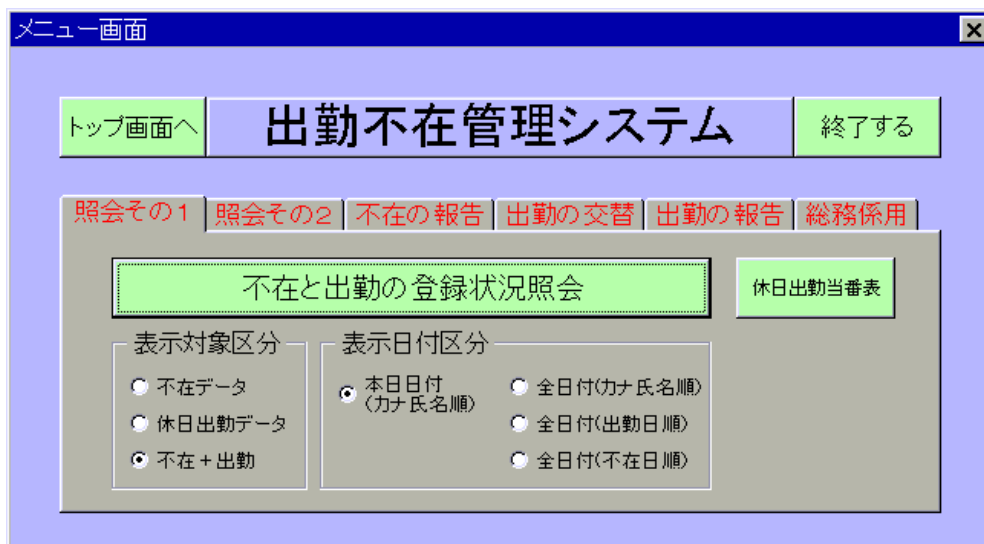 メニュー画面
トップ画面へ
出勤不在管理システム
終了する
照会その1
照会その2
不在の報告
出勤の交替
出勤の報告
総務係用
不在と出勤の登録状況照会
休日出勤当番表
表示対象区分
不在データ
休日出勤データ
不在+出勤
表示日付区分
本日日付
(カナ氏名順)
全日付(カナ氏名順)
全日付(出勤日順)
全日付(不在日順)